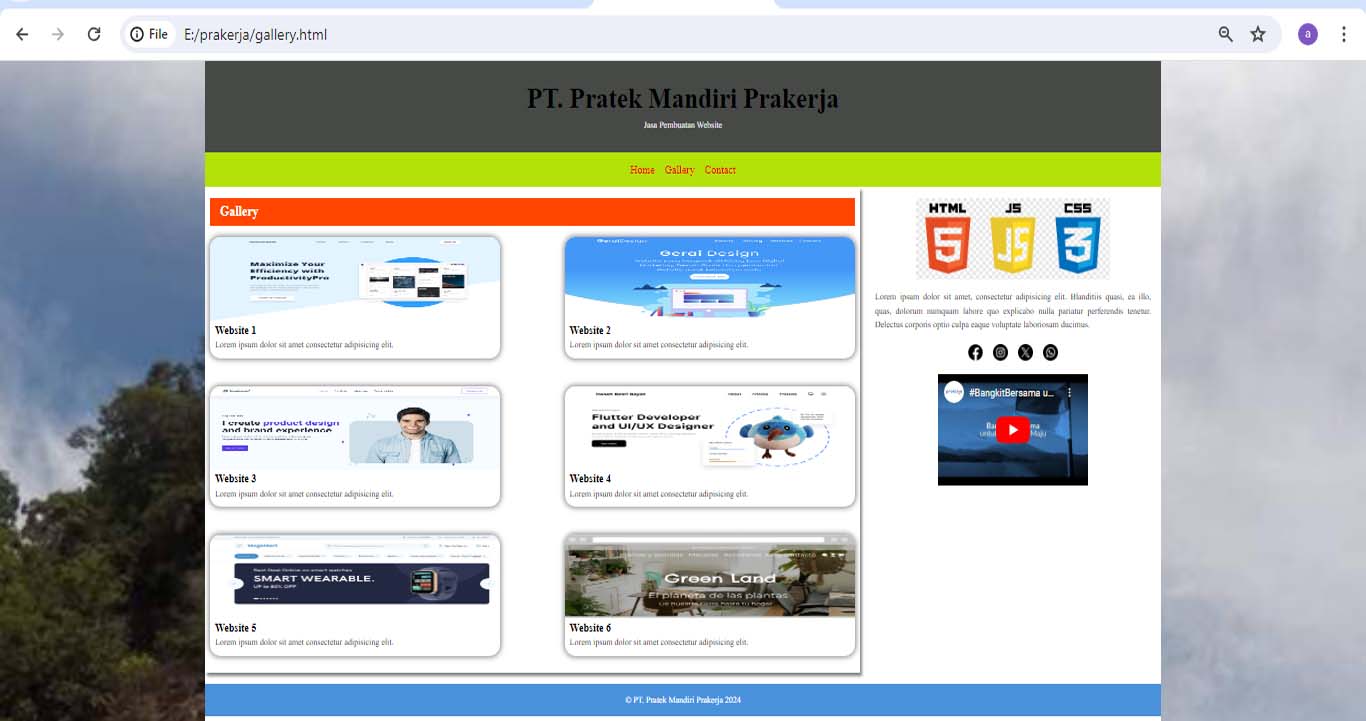 File E:/prakerja/gallery.html a
PT. Pratek Mandiri Prakerja
Jasa Pembuatan Website
Home Gallery Contact
Gallery
Maximize Your
Efficiency with
ProductivityPro
Website 1
Lorem ipsum dolor sit amet consectetur adipisicing elit.
GeralDesign
Geral Design
Website 2
Lorem ipsum dolor sit amet consectetur adipisicing elit.
I create product design
and brand experience
Website 3
Lorem ipsum dolor sit amet consectetur adipisicing elit.
Flutter Developer
and UI/UX Designer
Website 4
Lorem ipsum dolor sit amet consectetur adipisicing elit.
SMART WEARABLE.
UP to 80% OFF
Website 5
Lorem ipsum dolor sit amet consectetur adipisicing elit.
Green Land
El planeta de las plantas
Website 6
Lorem ipsum dolor sit amet consectetur adipisicing elit.
HTML JS CSS
5 JS 3
Lorem ipsum dolor sit amet, consectetur adipisicing elit. Blanditiis quasi, ea illo,
quas, dolorum numquam labore quo explicabo nulla pariatur perferendis tenetur.
Delectus corporis optio culpa eaque voluptate laboriosam ducimus.
#BangkitBersama u...
© PT. Pratek Mandiri Prakerja 2024